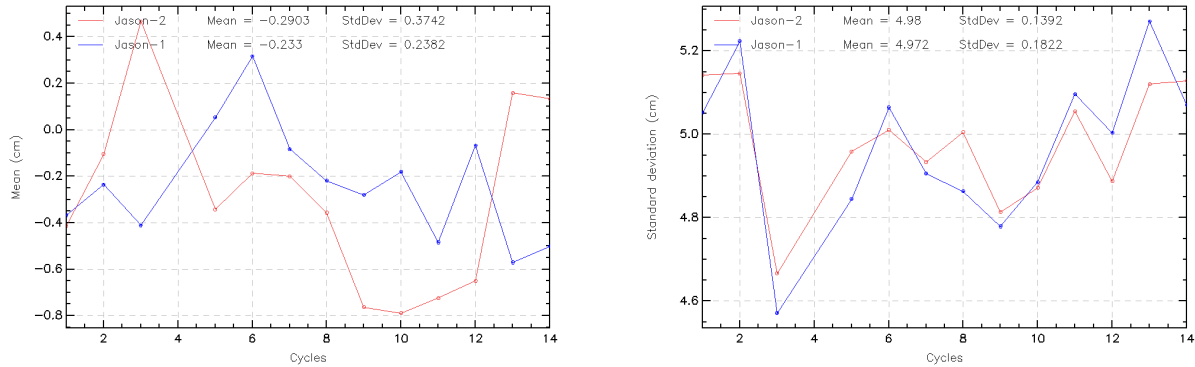 Jason-2 Mean = -0.2903 StdDev = 0.3742
Jason-1 Mean = -0.233 StdDev = 0.2382
0.4
0.2
0.0
-0.2
-0.4
-0.6
-0.8
Mean (cm)
2 4 6 8 10 12 14
Cycles
Jason-2 Mean = 4.98 StdDev = 0.1392
Jason-1 Mean = 4.972 StdDev = 0.1822
5.2
5.0
4.8
4.6
Standard deviation (cm)
2 4 6 8 10 12 14
Cycles